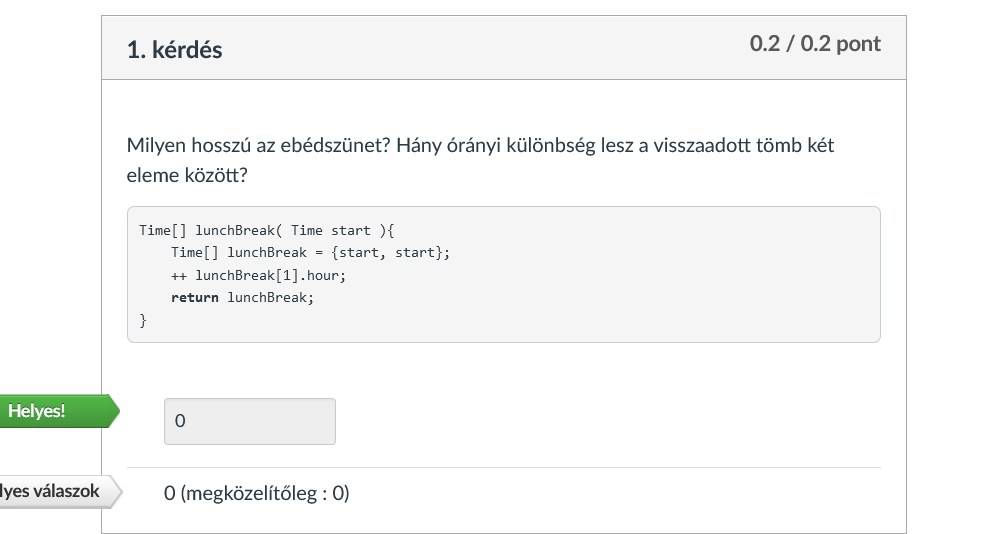 1. kérdés
0.2 / 0.2 pont
Milyen hosszú az ebédszünet? Hány órányi különbség lesz a visszaadott tömb két
eleme között?
Time[] lunchBreak( Time start ){
    Time[] lunchBreak = {start, start};
    ++ lunchBreak[1].hour;
    return lunchBreak;
}
Helyes!
0
lyes válaszok
0 (megközelítőleg : 0)